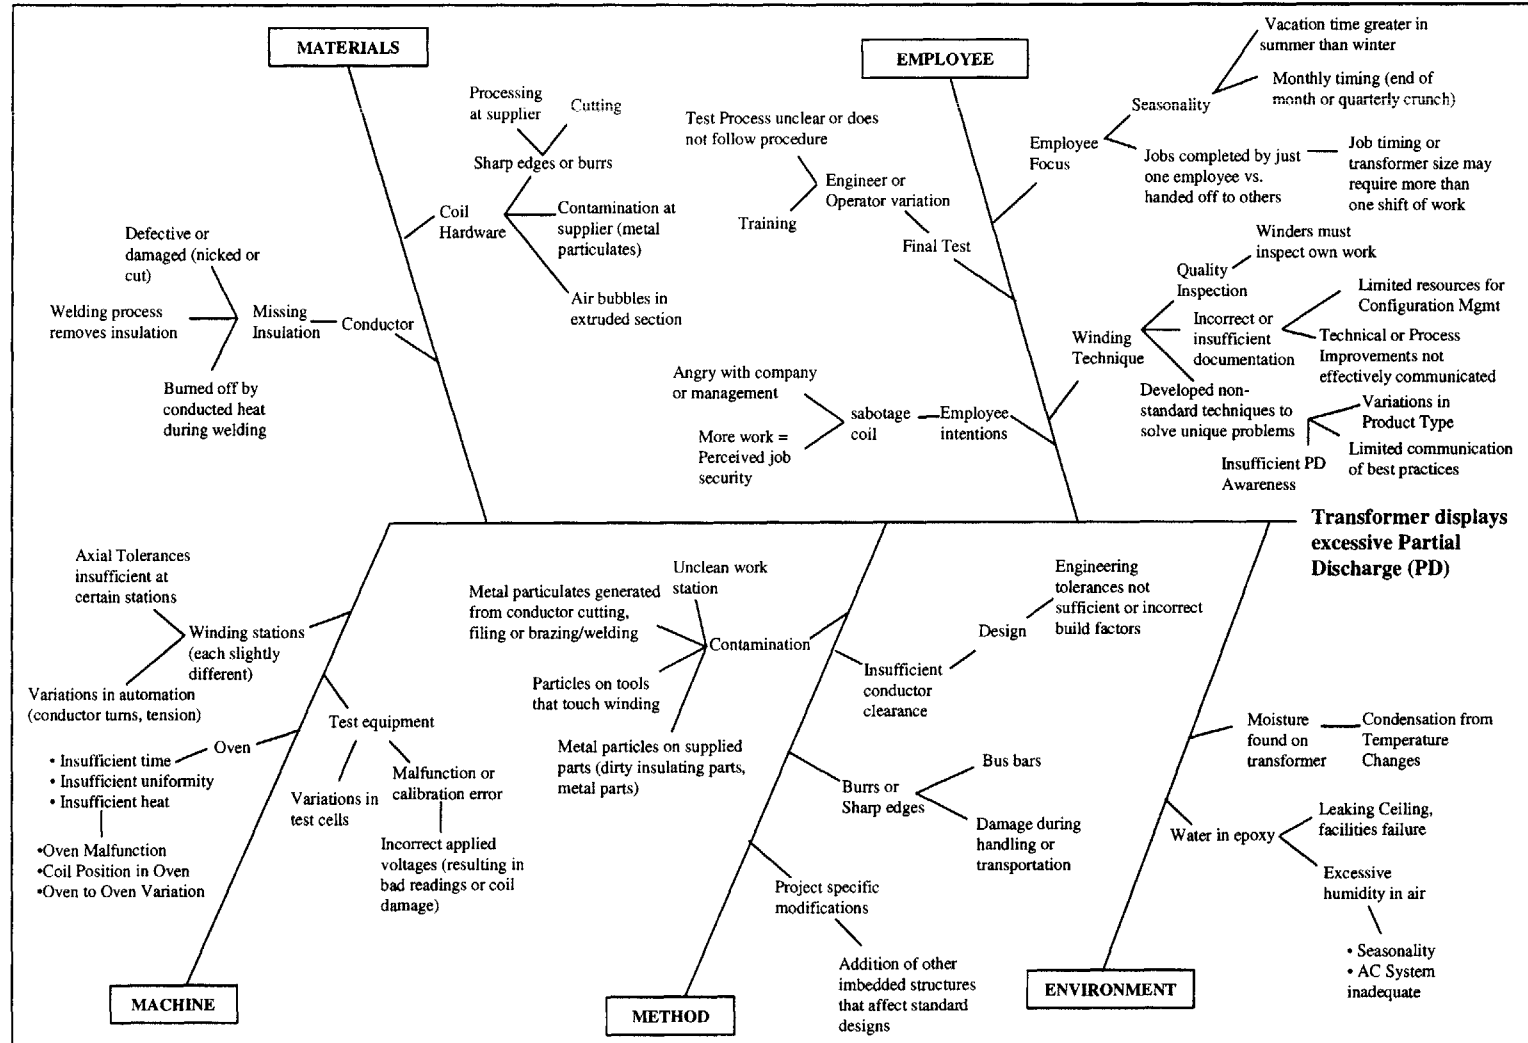 MATERIALS
Processing
at supplier
Cutting
Sharp edges or burrs
Coil
Hardware
Contamination at
supplier (metal
particulates)
Air bubbles in
extruded section
Defective or
damaged (nicked or
cut)
Welding process
removes insulation
Missing
Insulation
Conductor
Burned off by
conducted heat
during welding
EMPLOYEE
Test Process unclear or does
not follow procedure
Engineer or
Operator variation
Training
Final Test
Angry with company
or management
sabotage
coil
Employee
intentions
More work =
Perceived job
security
Vacation time greater in
summer than winter
Monthly timing (end of
month or quarterly crunch)
Seasonality
Employee
Focus
Jobs completed by just
one employee vs.
handed off to others
Job timing or
transformer size may
require more than
one shift of work
Winders must
inspect own work
Quality
Inspection
Winding
Technique
Incorrect or
insufficient
documentation
Limited resources for
Configuration Mgmt
Technical or Process
Improvements not
effectively communicated
Developed non-
standard techniques to
solve unique problems
Variations in
Product Type
Limited communication
of best practices
Insufficient PD
Awareness
Transformer displays
excessive Partial
Discharge (PD)
Axial Tolerances
insufficient at
certain stations
Winding stations
(each slightly
different)
Variations in automation
(conductor turns, tension)
Oven
• Insufficient time
• Insufficient uniformity
• Insufficient heat
•Oven Malfunction
•Coil Position in Oven
•Oven to Oven Variation
Test equipment
Variations in
test cells
Malfunction or
calibration error
Incorrect applied
voltages (resulting in
bad readings or coil
damage)
MACHINE
Unclean work
station
Metal particulates generated
from conductor cutting,
filing or brazing/welding
Contamination
Particles on tools
that touch winding
Metal particles on supplied
parts (dirty insulating parts,
metal parts)
Engineering
tolerances not
sufficient or incorrect
build factors
Design
Insufficient
conductor
clearance
Bus bars
Burrs or
Sharp edges
Damage during
handling or
transportation
Project specific
modifications
Addition of other
imbedded structures
that affect standard
designs
METHOD
Moisture
found on
transformer
Condensation from
Temperature
Changes
Water in epoxy
Leaking Ceiling,
facilities failure
Excessive
humidity in air
• Seasonality
• AC System
inadequate
ENVIRONMENT